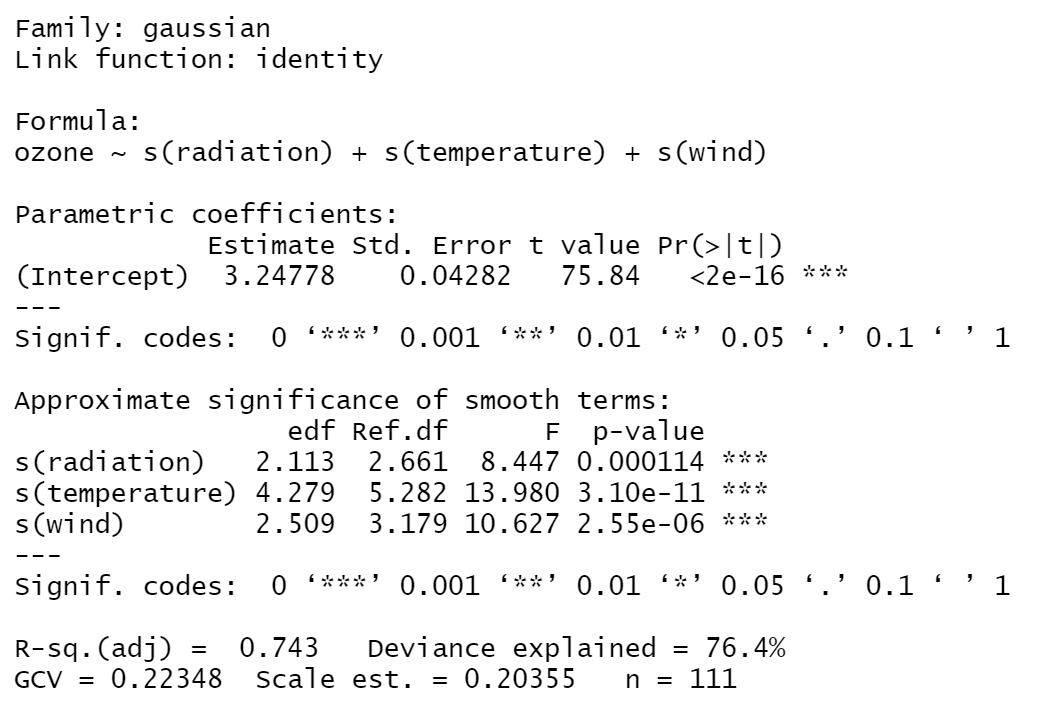 Family: gaussian
Link function: identity
Formula:
ozone ~ s(radiation) + s(temperature) + s(wind)
Parametric coefficients:
Estimate Std. Error t value Pr(>|t|)
(Intercept) 3.24778 0.04282 75.84 <2e-16 ***
---
Signif. codes: 0 ‘***’ 0.001 ‘**’ 0.01 ‘*’ 0.05 ‘.’ 0.1 ‘ ’ 1
Approximate significance of smooth terms:
edf Ref.df F p-value
s(radiation) 2.113 2.661 8.447 0.000114 ***
s(temperature) 4.279 5.282 13.980 3.10e-11 ***
s(wind) 2.509 3.179 10.627 2.55e-06 ***
---
Signif. codes: 0 ‘***’ 0.001 ‘**’ 0.01 ‘*’ 0.05 ‘.’ 0.1 ‘ ’ 1
R-sq.(adj) = 0.743 Deviance explained = 76.4%
GCV = 0.22348 Scale est. = 0.20355 n = 111